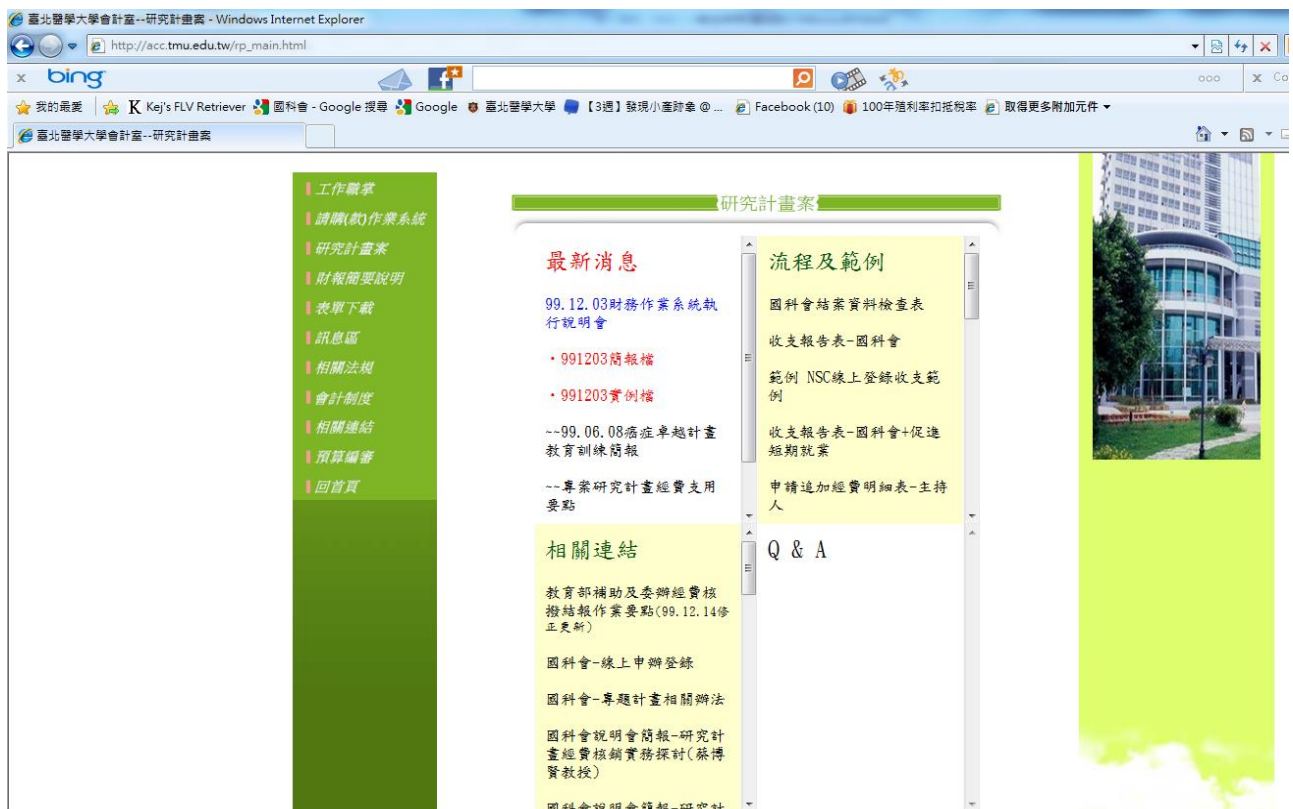 臺北醫學大學會計室--研究計畫案 - Windows Internet Explorer
http://acc.tmu.edu.tw/rp_main.html
x bing
ooo x Co
我的最愛 K Kej's FLV Retriever 國科會 - Google 搜尋 Google 臺北醫學大學 【3週】發現小產跡象 @ ... Facebook (10) 100年殖利率扣抵稅率 取得更多附加元件
臺北醫學大學會計室--研究計畫案
工作職掌
請購(款)作業系統
研究計畫案
財報簡要說明
表單下載
訊息區
相關法規
會計制度
相關連結
預算編審
回首頁
研究計畫案
最新消息
99.12.03財務作業系統執
行說明會
・991203簡報檔
・991203實例檔
~~99.06.08癌症卓越計畫
教育訓練簡報
~~專案研究計畫經費支用
要點
流程及範例
國科會結案資料檢查表
收支報告表-國科會
範例 NSC線上登錄收支範
例
收支報告表-國科會+促進
短期就業
申請追加經費明細表-主持
人
相關連結
教育部補助及委辦經費核
撥結報作業要點(99.12.14修
正更新)
國科會-線上申辦登錄
國科會-專題計畫相關辦法
國科會說明會簡報-研究計
畫經費核銷實務探討(蔡博
賢教授)
國科會說明會簡報-研究計
Q & A